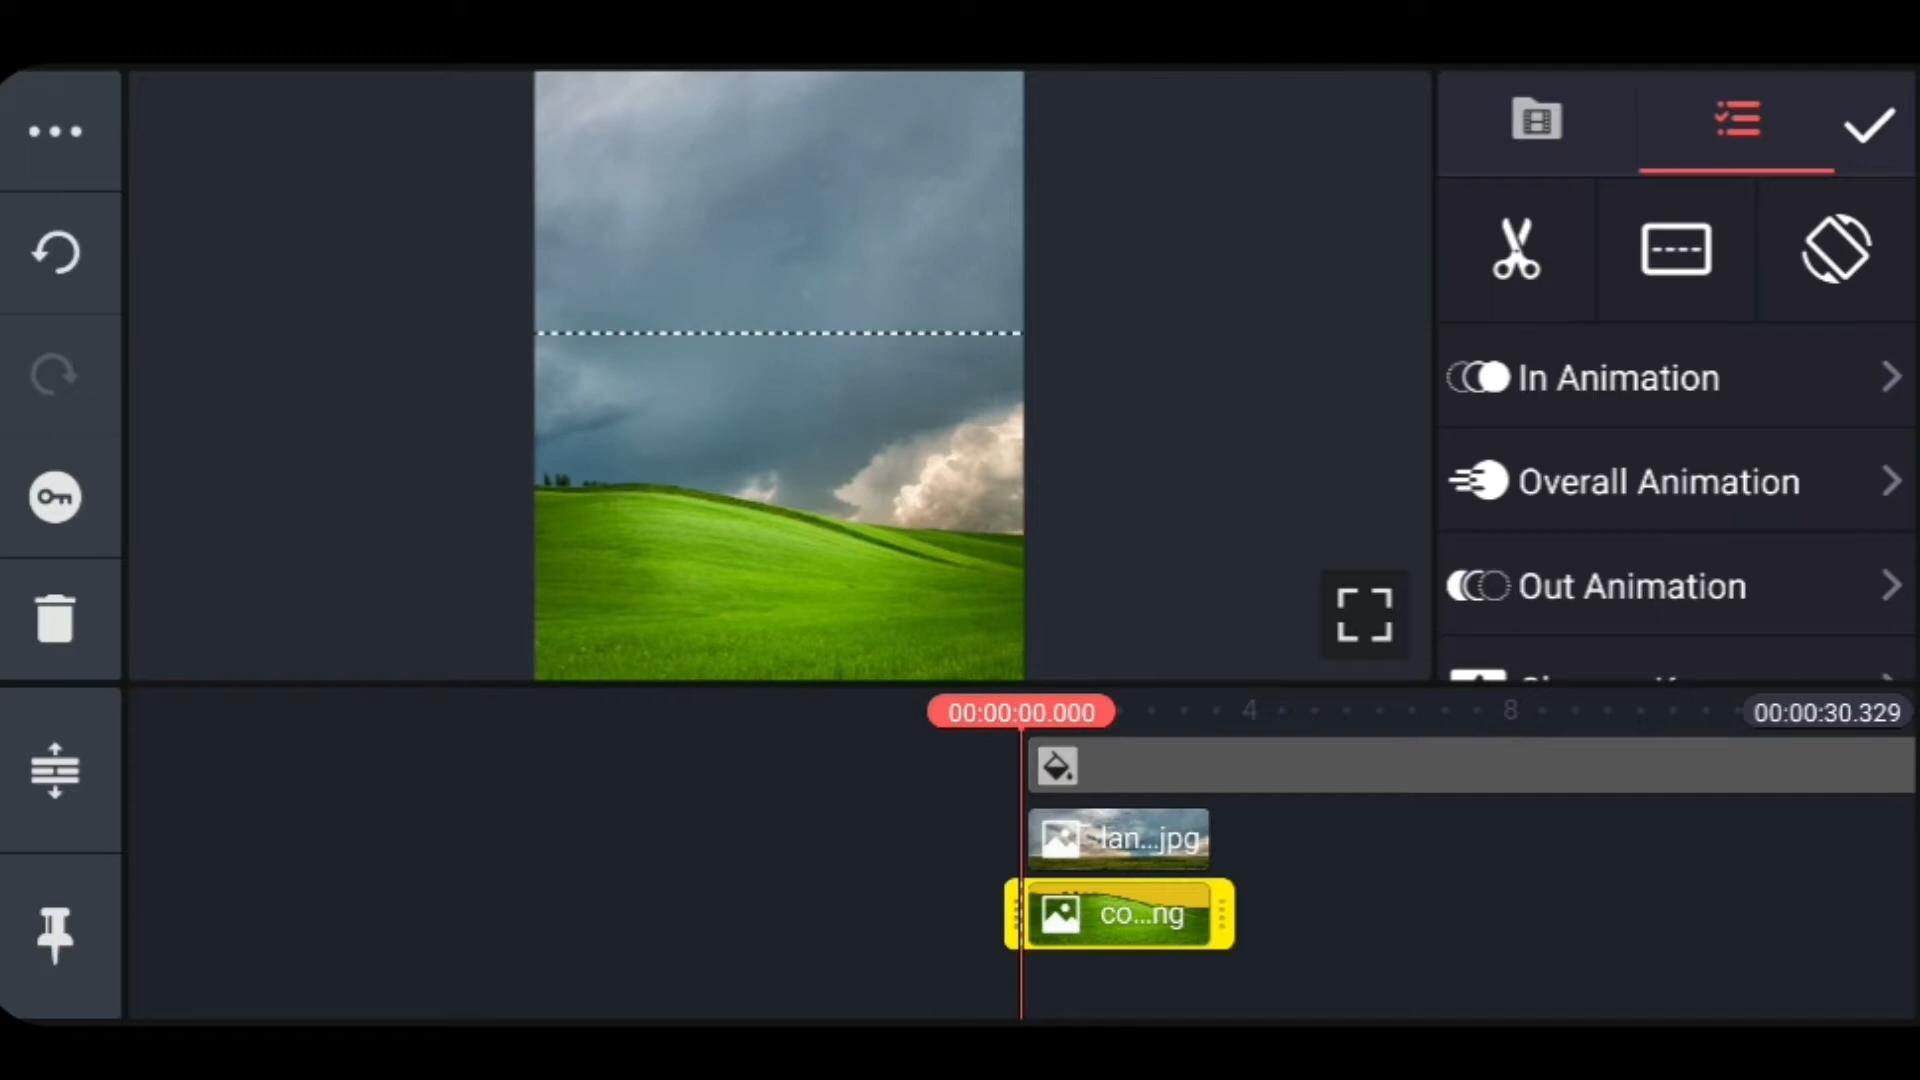 In Animation
Overall Animation
Out Animation
00:00:00.000
4
8
00:00:30.329
lan...jpg
co...ng